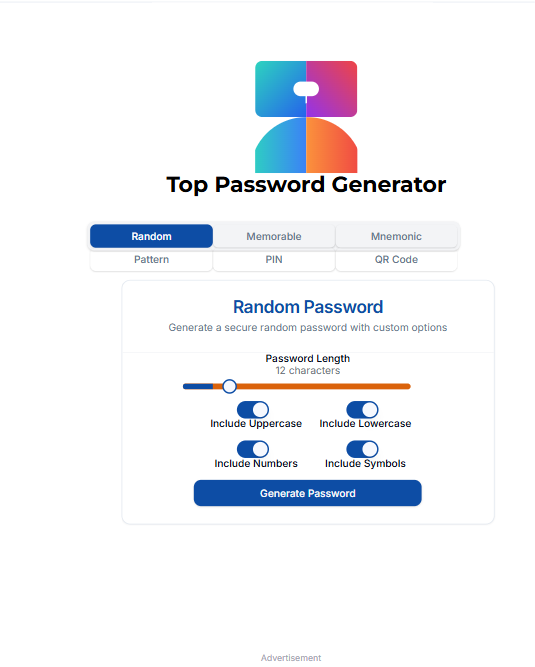 Top Password Generator
Random Memorable Mnemonic
Pattern PIN QR Code
Random Password
Generate a secure random password with custom options
Password Length
12 characters
Include Uppercase Include Lowercase
Include Numbers Include Symbols
Generate Password
Advertisement